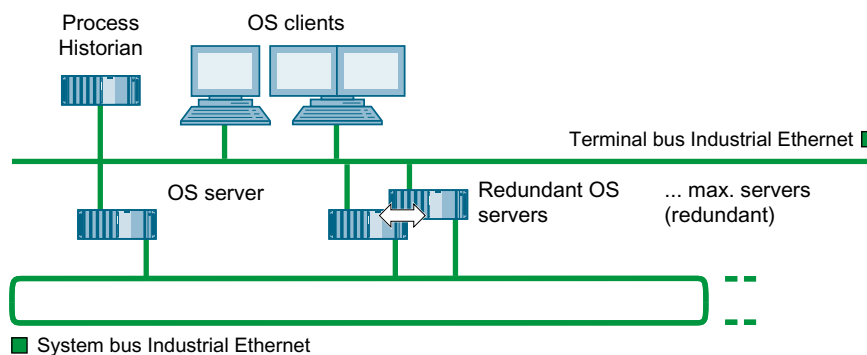 Process
Historian
OS clients
Terminal bus Industrial Ethernet
OS server
Redundant OS
servers
... max. servers
(redundant)
System bus Industrial Ethernet